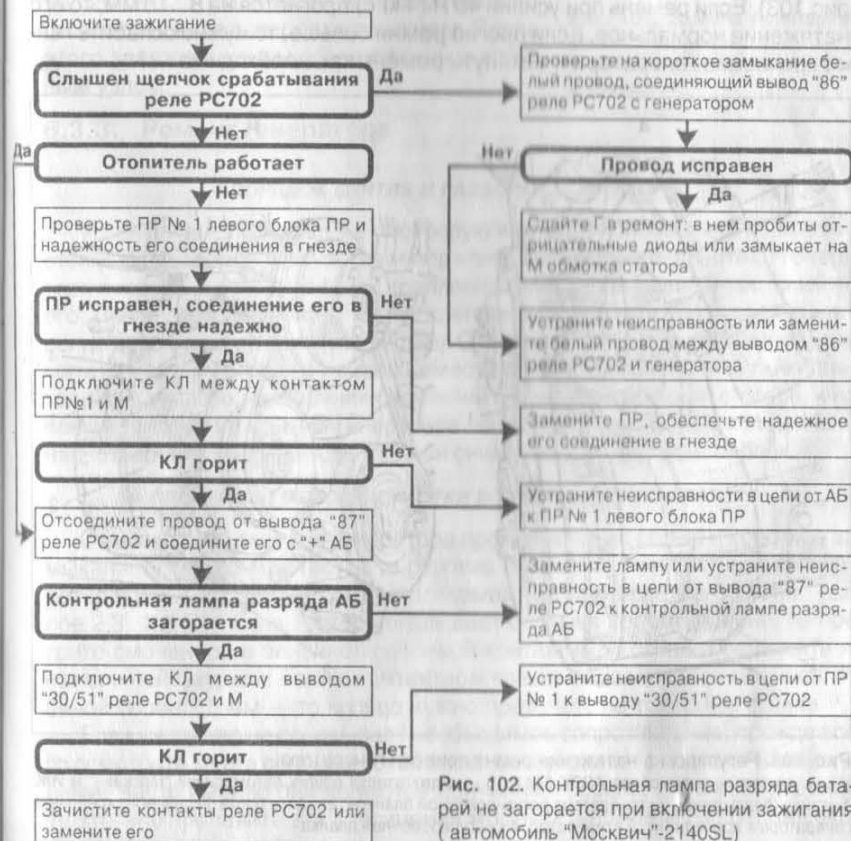 Включите зажигание
Слышен щелчок срабатывания
реле РС702
Да
Нет
Да
Отопитель работает
Нет
Проверьте ПР № 1 левого блока ПР и
надежность его соединения в гнезде
ПР исправен, соединение его в
гнезде надежно
Нет
Да
Подключите КЛ между контактом
ПР№1 и М
КЛ горит
Нет
Да
Отсоедините провод от вывода "87"
реле РС702 и соедините его с "+" АБ
Контрольная лампа разряда АБ
загорается
Нет
Да
Подключите КЛ между выводом
"30/51" реле РС702 и М
КЛ горит
Нет
Да
Зачистите контакты реле РС702 или
замените его
Проверьте на короткое замыкание бе-
лый провод, соединяющий вывод "86"
реле РС702 с генератором
Нет
Провод исправен
Да
Сдайте Г в ремонт: в нем пробиты от-
рицательные диоды или замыкает на
М обмотка статора
Устраните неисправность или замени-
те белый провод между выводом "86"
реле РС702 и генератора
Замените ПР, обеспечьте надежное
его соединение в гнезде
Устраните неисправности в цепи от АБ
к ПР № 1 левого блока ПР
Замените лампу или устраните неис-
правность в цепи от вывода "87" ре-
ле РС702 к контрольной лампе разря-
да АБ
Устраните неисправность в цепи от ПР
№ 1 к выводу "30/51" реле РС702
Рис. 102. Контрольная лампа разряда бата-
рей не загорается при включении зажигания
( автомобиль "Москвич"-2140SL)